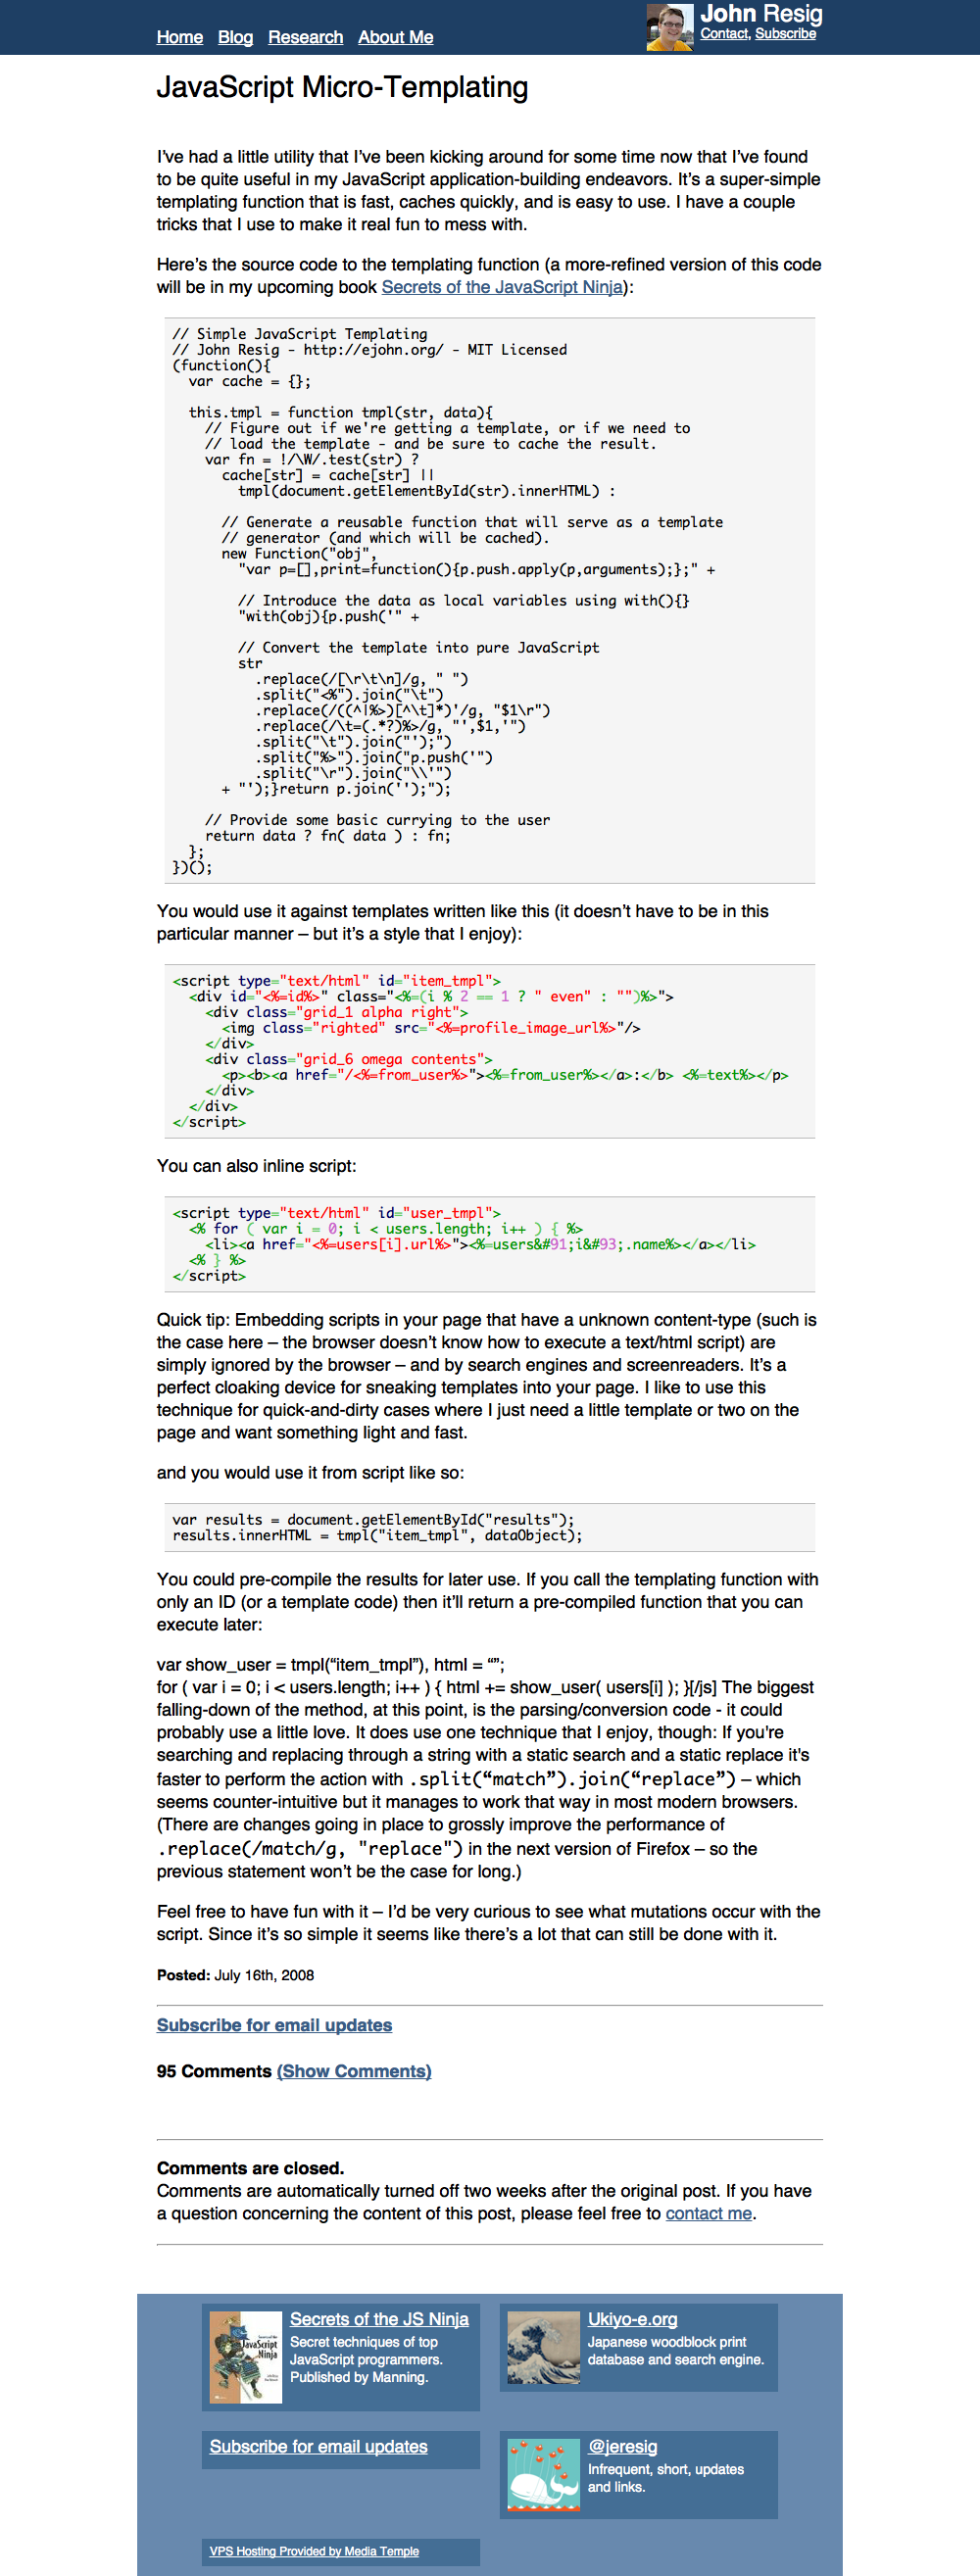 Home Blog Research About Me
John Resig
Contact, Subscribe
JavaScript Micro-Templating
I’ve had a little utility that I’ve been kicking around for some time now that I’ve found
to be quite useful in my JavaScript application-building endeavors. It’s a super-simple
templating function that is fast, caches quickly, and is easy to use. I have a couple
tricks that I use to make it real fun to mess with.
Here’s the source code to the templating function (a more-refined version of this code
will be in my upcoming book Secrets of the JavaScript Ninja):
// Simple JavaScript Templating
// John Resig - http://ejohn.org/ - MIT Licensed
(function(){
  var cache = {};
  this.tmpl = function tmpl(str, data){
    // Figure out if we're getting a template, or if we need to
    // load the template - and be sure to cache the result.
    var fn = !/\W/.test(str) ?
      cache[str] = cache[str] ||
        tmpl(document.getElementById(str).innerHTML) :
      // Generate a reusable function that will serve as a template
      // generator (and which will be cached).
      new Function("obj",
        "var p=[],print=function(){p.push.apply(p,arguments);};" +
        // Introduce the data as local variables using with(){}
        "with(obj){p.push('" +
        // Convert the template into pure JavaScript
        str
          .replace(/[\r\t\n]/g, " ")
          .split("<%").join("\t")
          .replace(/((^|%>)[^\t]*)'/g, "$1\r")
          .replace(/\t=(.*?)%>/g, "',$1,'")
          .split("\t").join("');")
          .split("%>").join("p.push('")
          .split("\r").join("\\'")
      + "');}return p.join('');");
    // Provide some basic currying to the user
    return data ? fn( data ) : fn;
  };
})();
You would use it against templates written like this (it doesn’t have to be in this
particular manner – but it’s a style that I enjoy):
<script type="text/html" id="item_tmpl">
  <div id="<%=id%>" class="<%=(i % 2 == 1 ? " even" : "")%>">
    <div class="grid_1 alpha right">
      <img class="righted" src="<%=profile_image_url%>"/>
    </div>
    <div class="grid_6 omega contents">
      <p><b><a href="/<%=from_user%>"><%=from_user%></a>:</b> <%=text%></p>
    </div>
  </div>
</script>
You can also inline script:
<script type="text/html" id="user_tmpl">
  <% for ( var i = 0; i < users.length; i++ ) { %>
    <li><a href="<%=users[i].url%>"><%=users&#91;i&#93;.name%></a></li>
  <% } %>
</script>
Quick tip: Embedding scripts in your page that have a unknown content-type (such is
the case here – the browser doesn’t know how to execute a text/html script) are
simply ignored by the browser – and by search engines and screenreaders. It’s a
perfect cloaking device for sneaking templates into your page. I like to use this
technique for quick-and-dirty cases where I just need a little template or two on the
page and want something light and fast.
and you would use it from script like so:
var results = document.getElementById("results");
results.innerHTML = tmpl("item_tmpl", dataObject);
You could pre-compile the results for later use. If you call the templating function with
only an ID (or a template code) then it’ll return a pre-compiled function that you can
execute later:
var show_user = tmpl(“item_tmpl”), html = “”;
for ( var i = 0; i < users.length; i++ ) { html += show_user( users[i] ); }[/js] The biggest
falling-down of the method, at this point, is the parsing/conversion code - it could
probably use a little love. It does use one technique that I enjoy, though: If you're
searching and replacing through a string with a static search and a static replace it's
faster to perform the action with .split(“match”).join(“replace”) – which
seems counter-intuitive but it manages to work that way in most modern browsers.
(There are changes going in place to grossly improve the performance of
.replace(/match/g, "replace") in the next version of Firefox – so the
previous statement won’t be the case for long.)
Feel free to have fun with it – I’d be very curious to see what mutations occur with the
script. Since it’s so simple it seems like there’s a lot that can still be done with it.
Posted: July 16th, 2008
Subscribe for email updates
95 Comments (Show Comments)
Comments are closed.
Comments are automatically turned off two weeks after the original post. If you have
a question concerning the content of this post, please feel free to contact me.
Secrets of the JavaScript Ninja
Secrets of the JS Ninja
Secret techniques of top
JavaScript programmers.
Published by Manning.
Ukiyo-e.org
Japanese woodblock print
database and search engine.
Subscribe for email updates
@jeresig
Infrequent, short, updates
and links.
VPS Hosting Provided by Media Temple